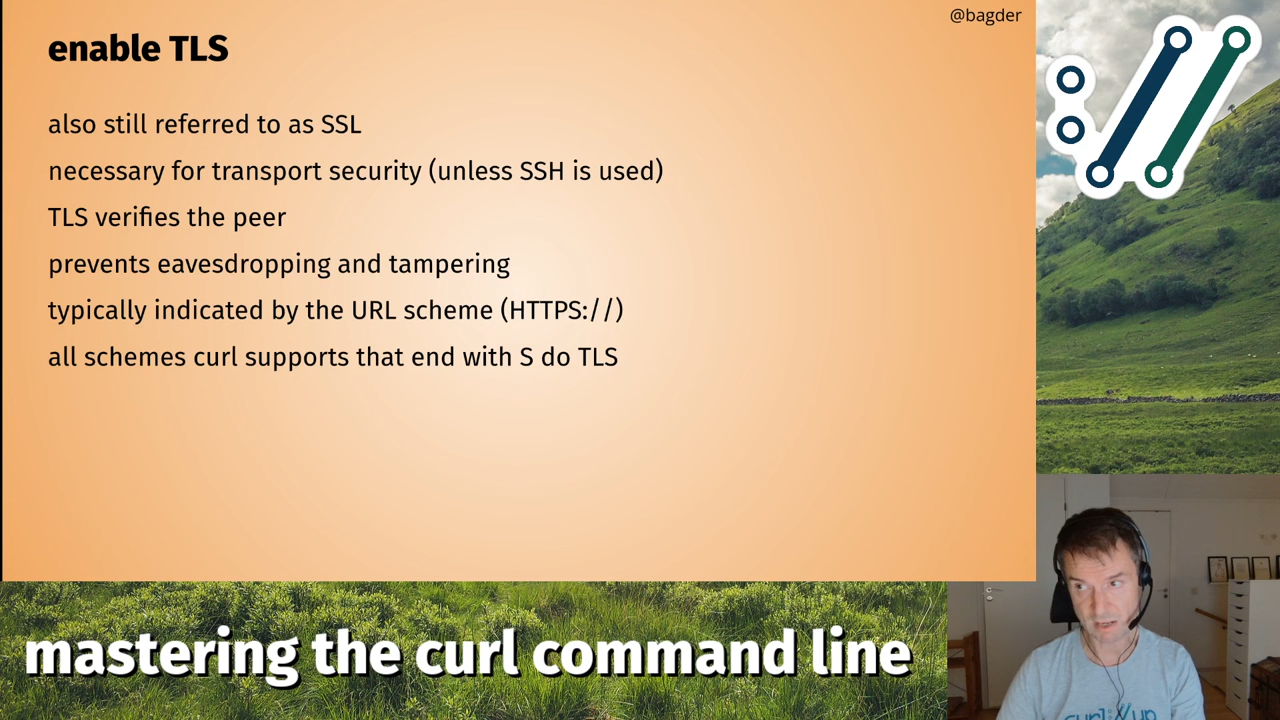 @bagder
enable TLS
also still referred to as SSL
necessary for transport security (unless SSH is used)
TLS verifies the peer
prevents eavesdropping and tampering
typically indicated by the URL scheme (HTTPS://)
all schemes curl supports that end with S do TLS
mastering the curl command line
curl://up